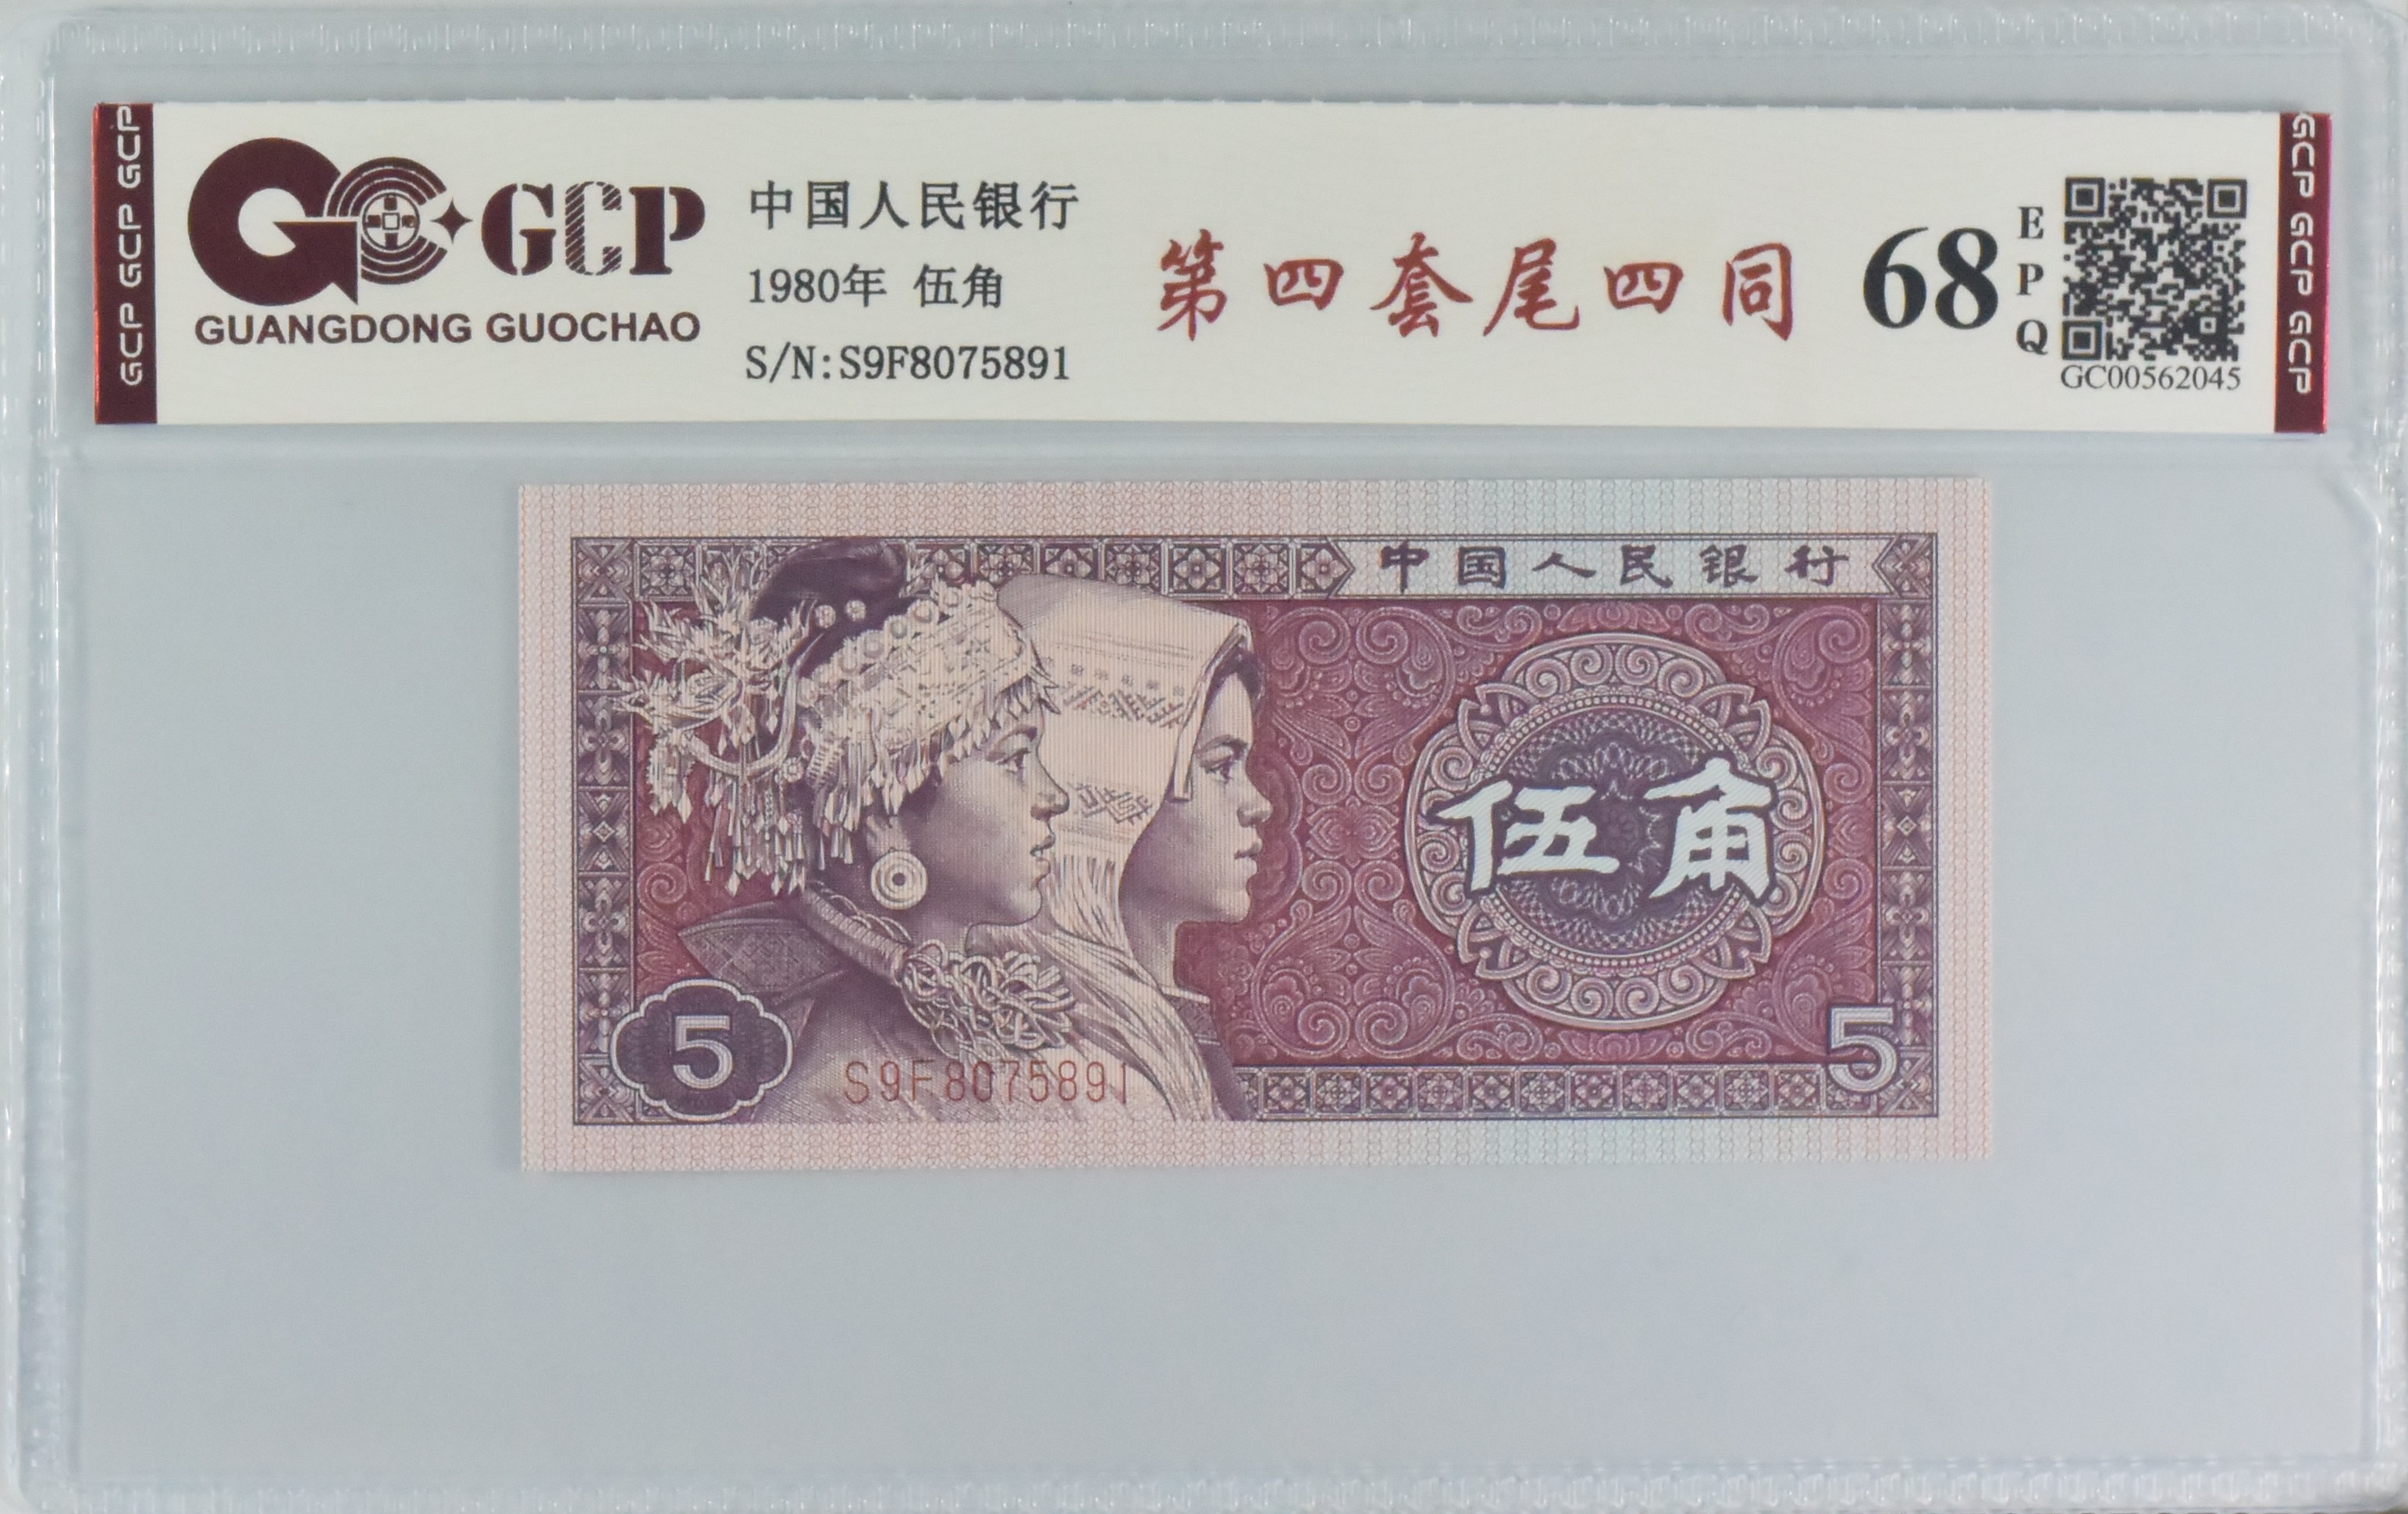 GCP GCP GCP
GCP
GUANGDONG GUOCHAO
中国人民银行
1980年 伍角
S/N:S9F8075891
第四套尾四同
68
EPQ
GC00562045
GCP GCP GCP
中国人民银行
伍角
5
S9F8075891
5